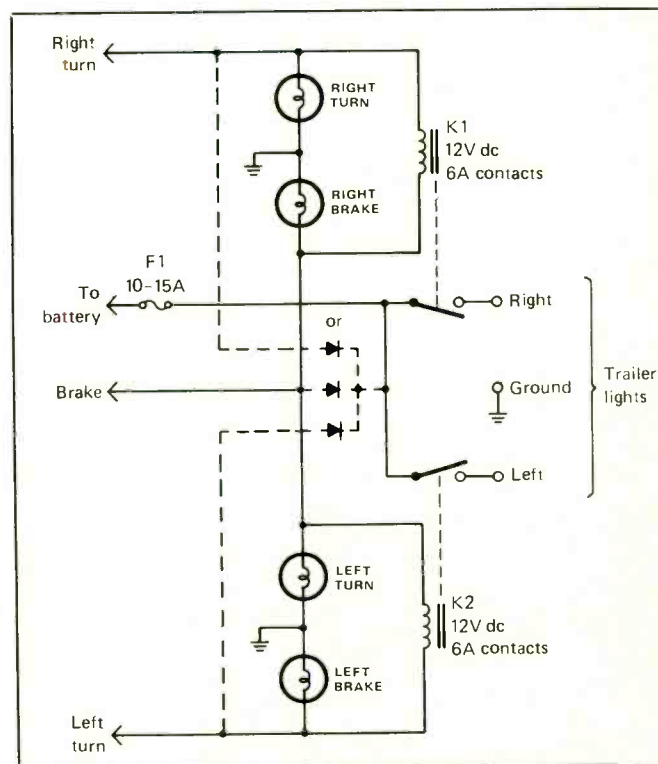 Right
turn
RIGHT
TURN
K1
12V dc
6A contacts
RIGHT
BRAKE
F1
10-15A
To
battery
Right
or
Brake
Ground
Trailer
lights
Left
LEFT
TURN
K2
12V dc
6A contacts
LEFT
BRAKE
Left
turn